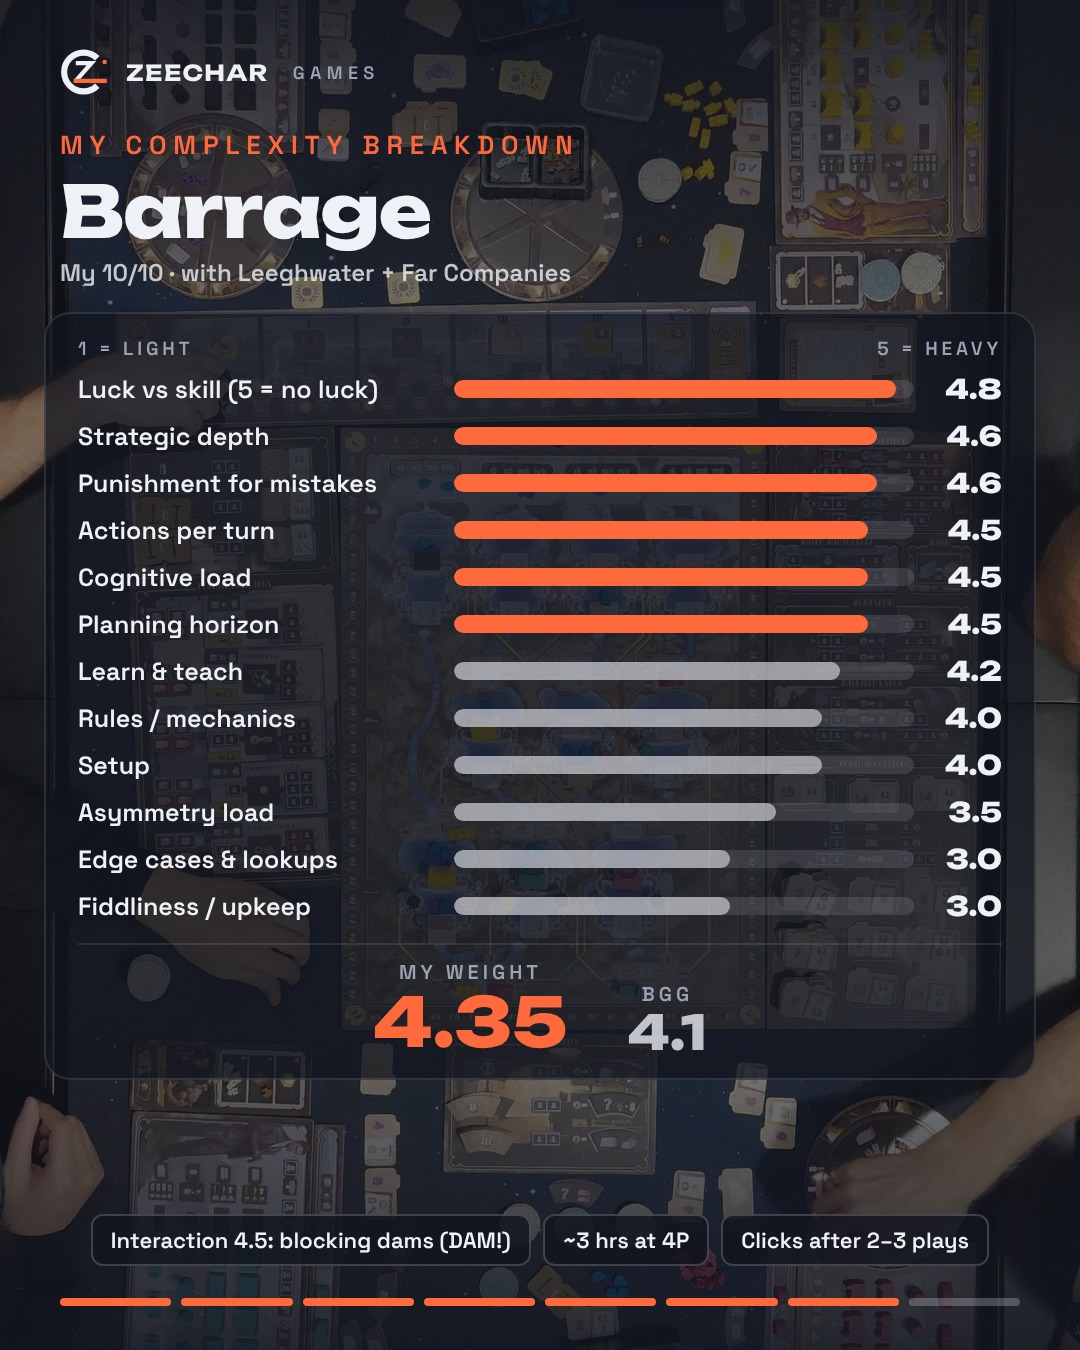 ZEECHAR GAMES
MY COMPLEXITY BREAKDOWN
Barrage
My 10/10 · with Leeghwater + Far Companies
1 = LIGHT 5 = HEAVY
Luck vs skill (5 = no luck) 4.8
Strategic depth 4.6
Punishment for mistakes 4.6
Actions per turn 4.5
Cognitive load 4.5
Planning horizon 4.5
Learn & teach 4.2
Rules / mechanics 4.0
Setup 4.0
Asymmetry load 3.5
Edge cases & lookups 3.0
Fiddliness / upkeep 3.0
MY WEIGHT
4.35
BGG
4.1
Interaction 4.5: blocking dams (DAM!)
~3 hrs at 4P
Clicks after 2–3 plays